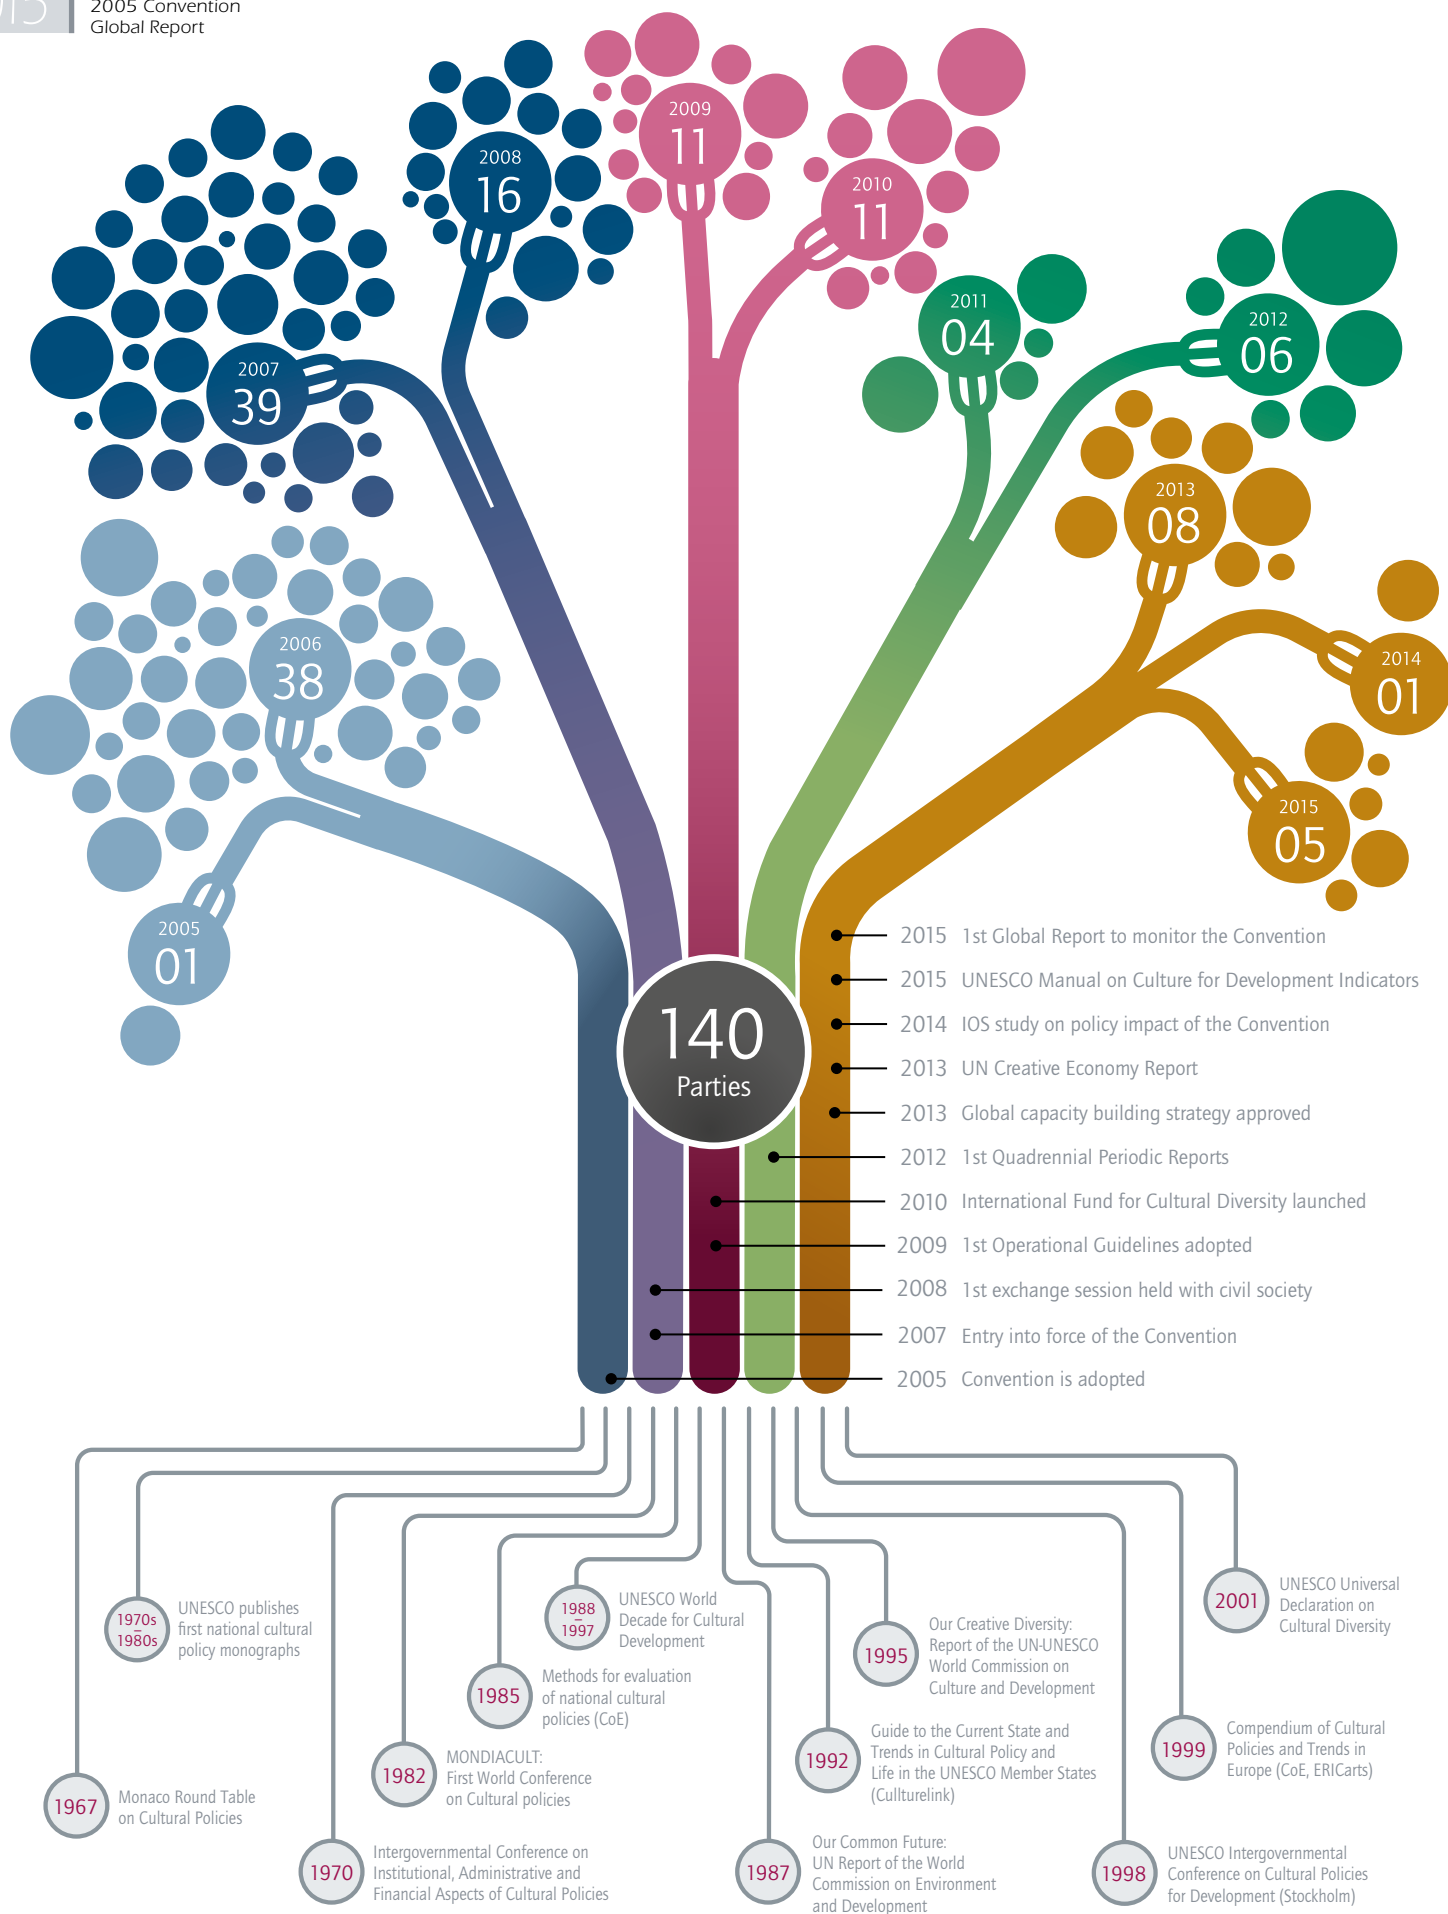 2015
2005 Convention
Global Report
2009
11
2008
16
2010
11
2011
04
2012
06
2007
39
2013
08
2006
38
2014
01
2015
05
2005
01
140
Parties
2015 1st Global Report to monitor the Convention
2015 UNESCO Manual on Culture for Development Indicators
2014 IOS study on policy impact of the Convention
2013 UN Creative Economy Report
2013 Global capacity building strategy approved
2012 1st Quadrennial Periodic Reports
2010 International Fund for Cultural Diversity launched
2009 1st Operational Guidelines adopted
2008 1st exchange session held with civil society
2007 Entry into force of the Convention
2005 Convention is adopted
1970s
–
1980s
UNESCO publishes
first national cultural
policy monographs
1988
–
1997
UNESCO World
Decade for Cultural
Development
2001
UNESCO Universal
Declaration on
Cultural Diversity
1995
Our Creative Diversity:
Report of the UN-UNESCO
World Commission on
Culture and Development
1985
Methods for evaluation
of national cultural
policies (CoE)
1992
Guide to the Current State and
Trends in Cultural Policy and
Life in the UNESCO Member States
(Cullturelink)
1999
Compendium of Cultural
Policies and Trends in
Europe (CoE, ERICarts)
1982
MONDIACULT:
First World Conference
on Cultural policies
1967
Monaco Round Table
on Cultural Policies
1970
Intergovernmental Conference on
Institutional, Administrative and
Financial Aspects of Cultural Policies
1987
Our Common Future:
UN Report of the World
Commission on Environment
and Development
1998
UNESCO Intergovernmental
Conference on Cultural Policies
for Development (Stockholm)